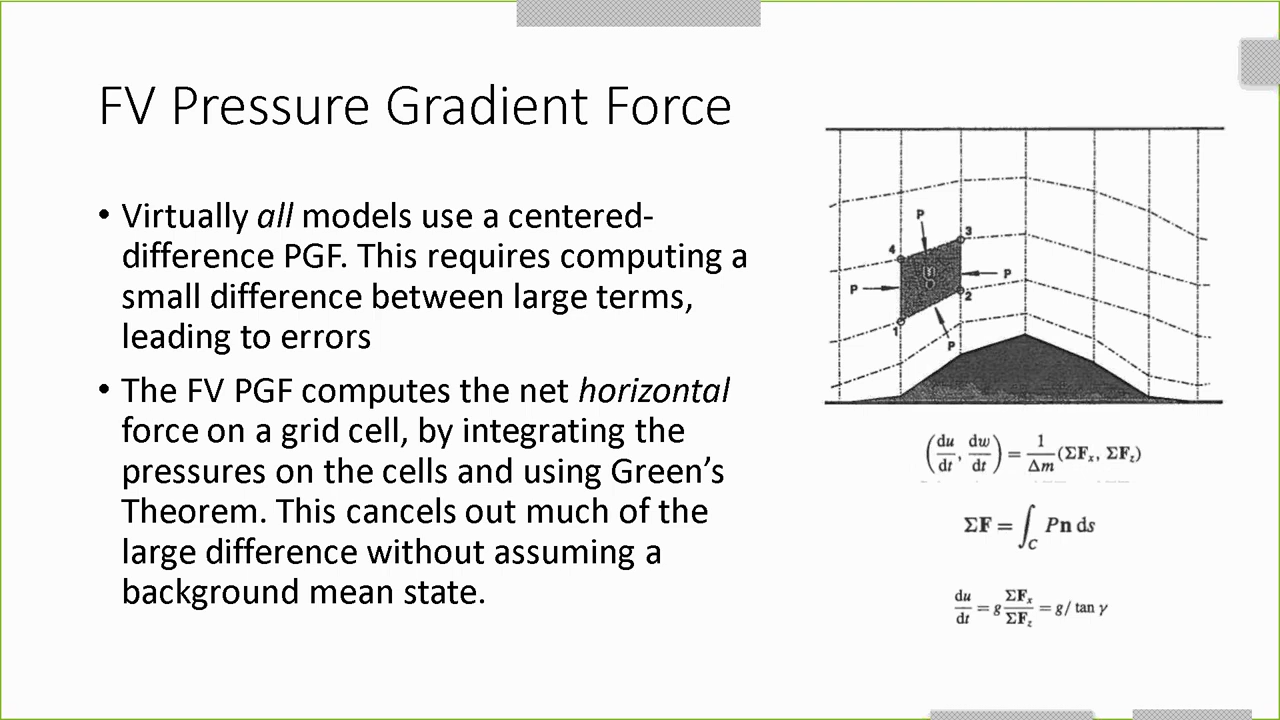 FV Pressure Gradient Force
• Virtually all models use a centered-
difference PGF. This requires computing a
small difference between large terms,
leading to errors
• The FV PGF computes the net horizontal
force on a grid cell, by integrating the
pressures on the cells and using Green's
Theorem. This cancels out much of the
large difference without assuming a
background mean state.
P
3
4
P
P
2
1
P
(du/dt, dw/dt) = 1/Δm (ΣFₓ, ΣF_z)
ΣF = ∫_C Pn ds
du/dt = g ΣFₓ/ΣF_z = g/ tan γ